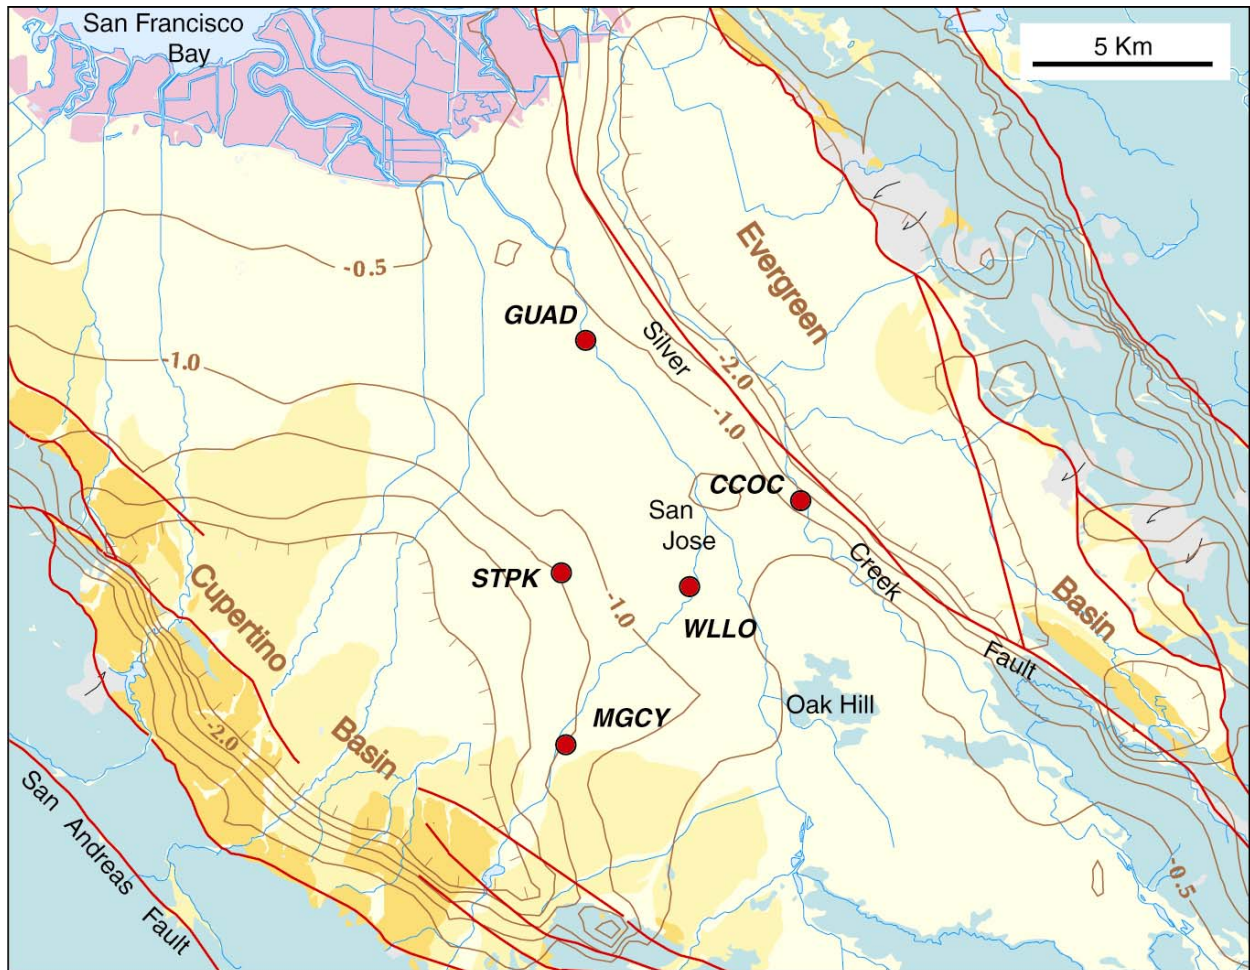 San Francisco
Bay
5 Km
Evergreen
-0.5
GUAD
Silver
-2.0
-1.0
-1.0
CCOC
San
Jose
STPK
Creek
Cupertino
-1.0
WLLO
Basin
Fault
Oak Hill
MGCY
-2.0
Basin
San Andreas Fault
-0.5